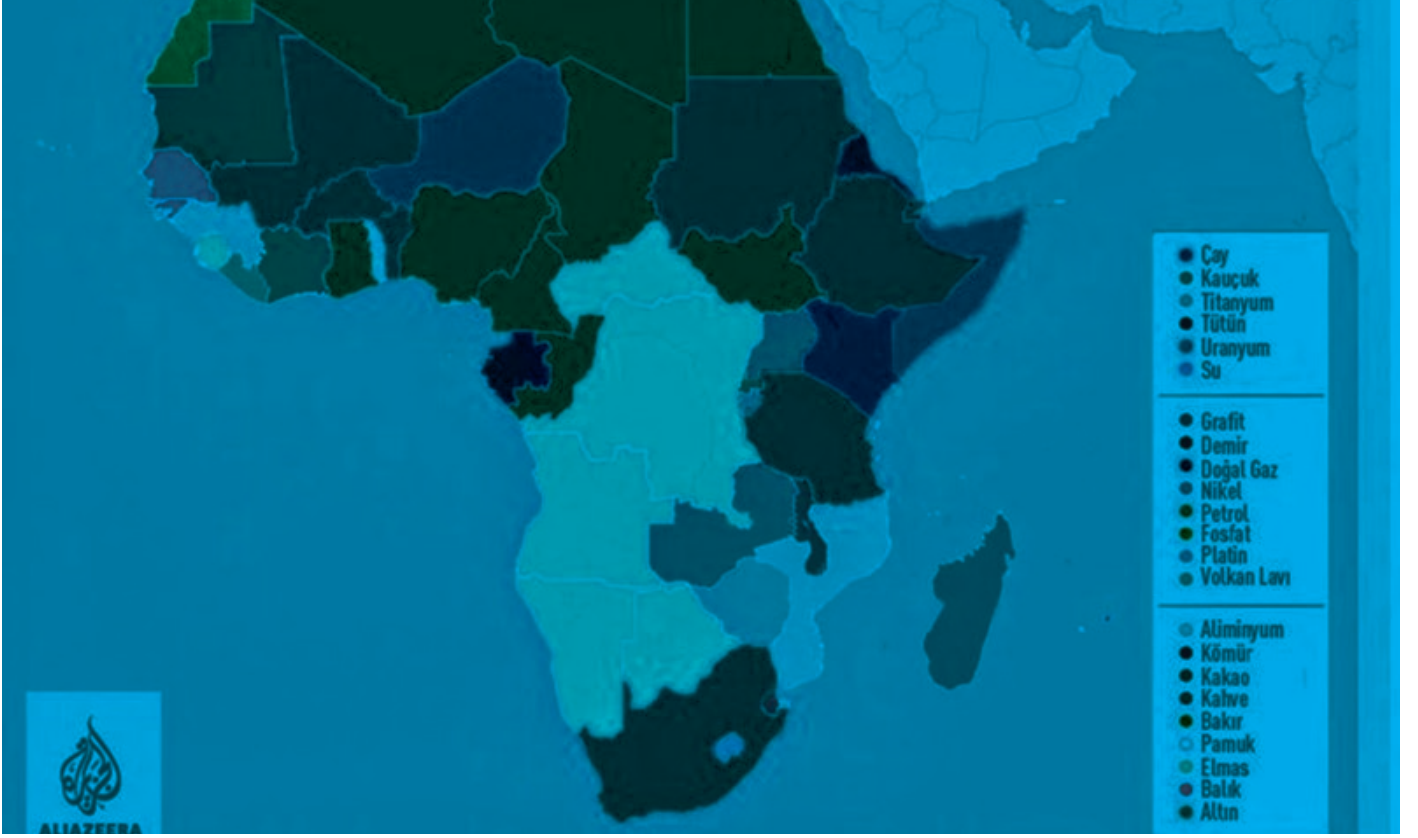 Çay
Kauçuk
Titanyum
Tütün
Uranyum
Su
Grafit
Demir
Doğal Gaz
Nikel
Petrol
Fosfat
Platin
Volkan Lavı
Aliminyum
Kömür
Kakao
Kahve
Bakır
Pamuk
Elmas
Balık
Altın
ALJAZEERA